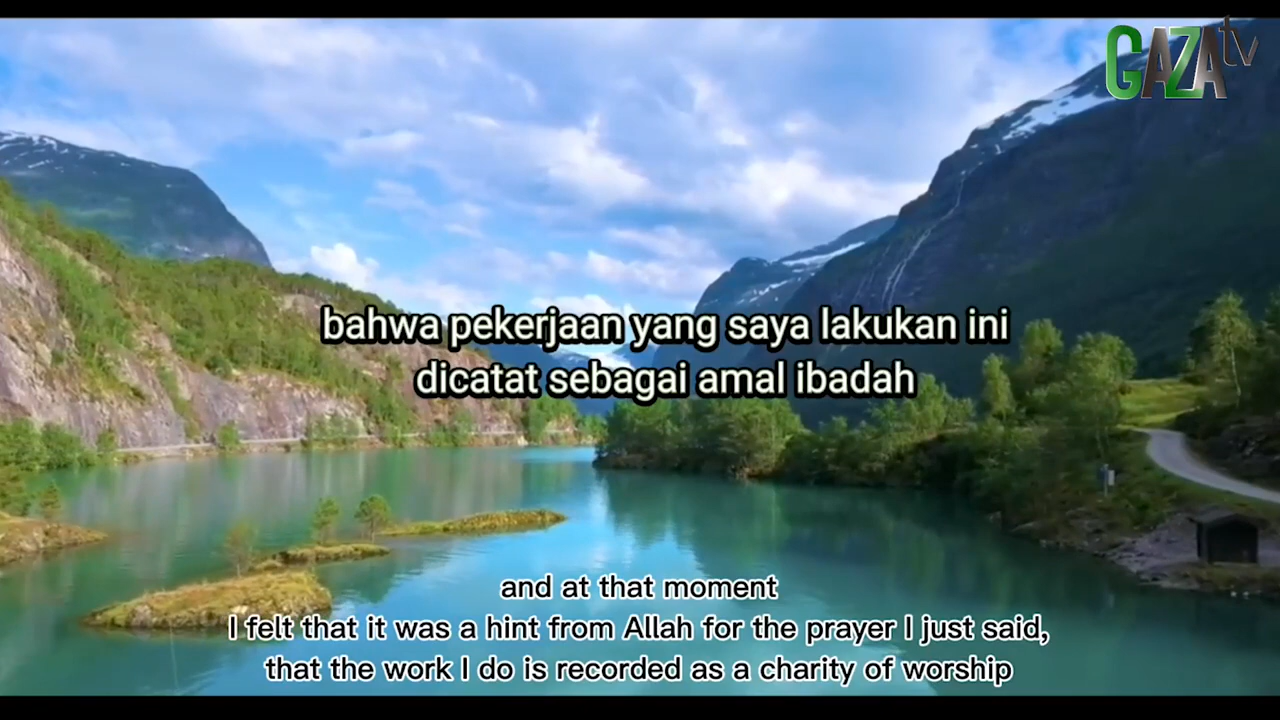 GAZA tv
bahwa pekerjaan yang saya lakukan ini
dicatat sebagai amal ibadah
and at that moment
I felt that it was a hint from Allah for the prayer I just said,
that the work I do is recorded as a charity of worship